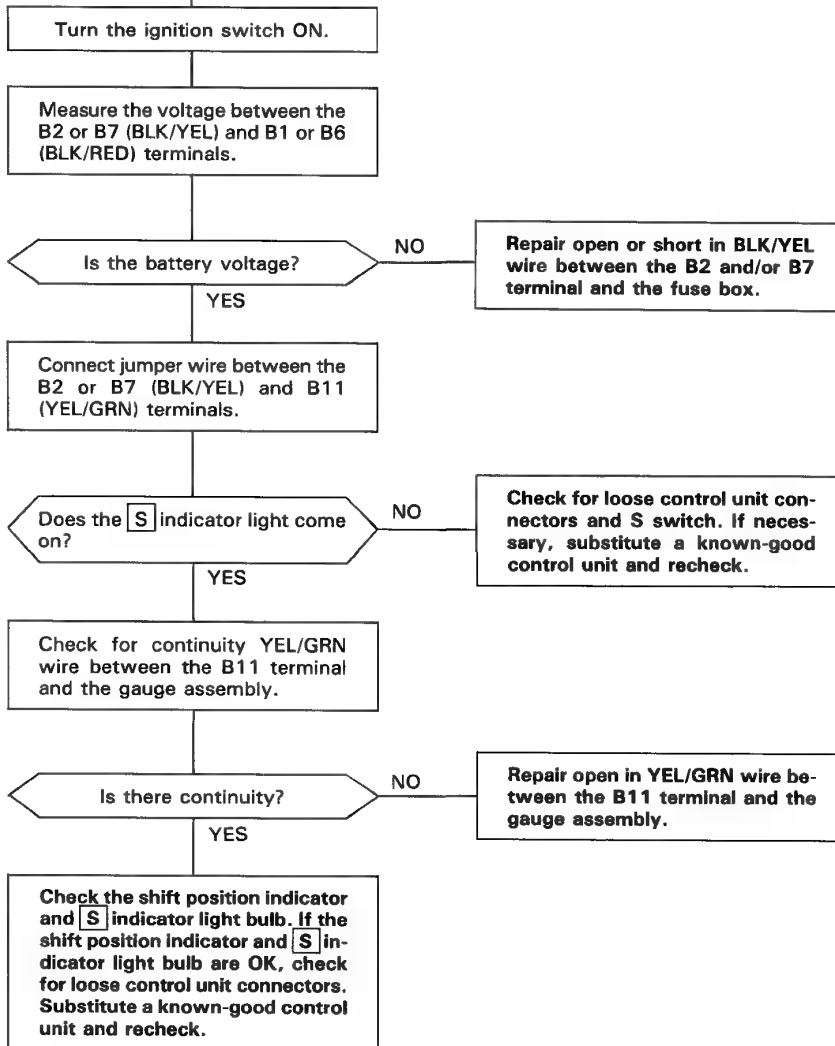 Turn the ignition switch ON.
Measure the voltage between the
B2 or B7 (BLK/YEL) and B1 or B6
(BLK/RED) terminals.
Is the battery voltage?
NO
Repair open or short in BLK/YEL
wire between the B2 and/or B7
terminal and the fuse box.
YES
Connect jumper wire between the
B2 or B7 (BLK/YEL) and B11
(YEL/GRN) terminals.
Does the S indicator light come
on?
NO
Check for loose control unit con-
nectors and S switch. If neces-
sary, substitute a known-good
control unit and recheck.
YES
Check for continuity YEL/GRN
wire between the B11 terminal
and the gauge assembly.
Is there continuity?
NO
Repair open in YEL/GRN wire be-
tween the B11 terminal and the
gauge assembly.
YES
Check the shift position indicator
and S indicator light bulb. If the
shift position indicator and S in-
dicator light bulb are OK, check
for loose control unit connectors.
Substitute a known-good control
unit and recheck.